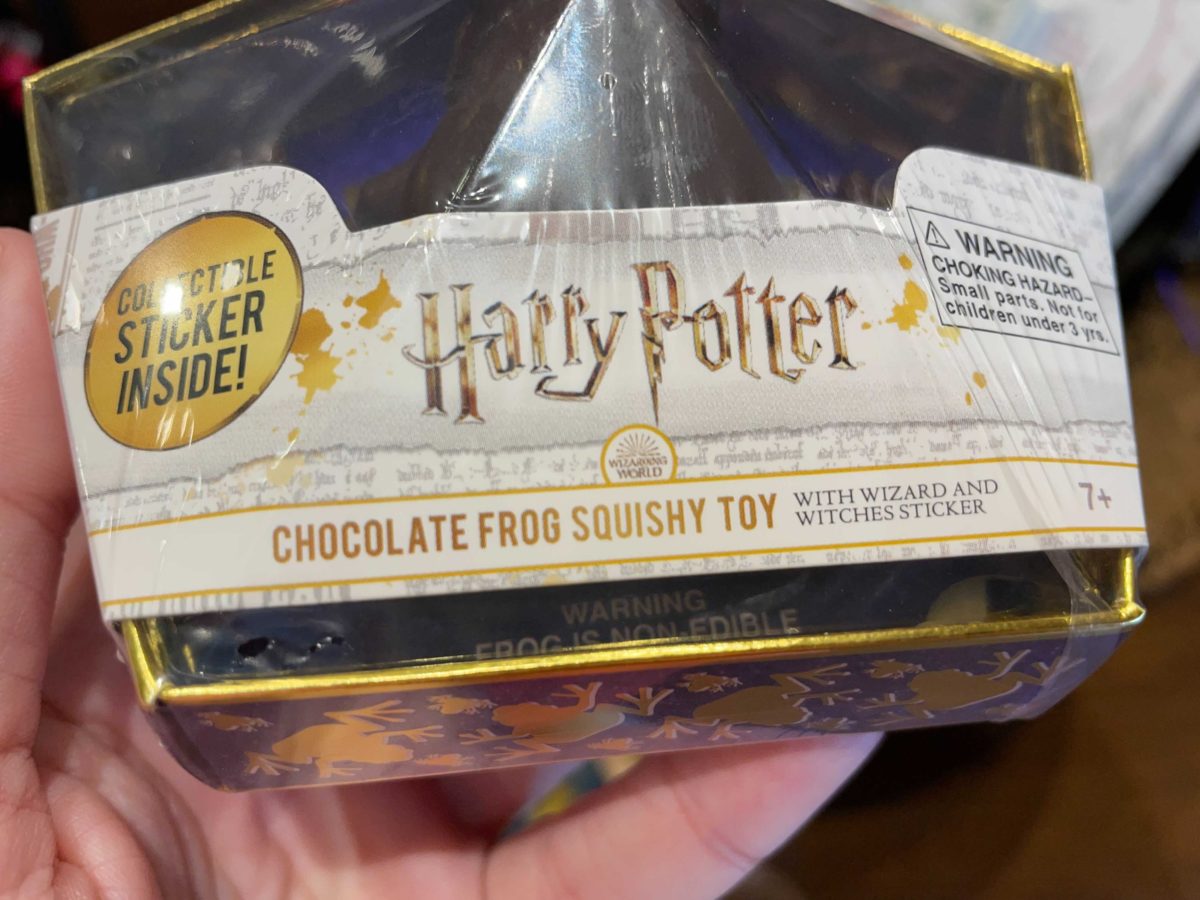 COLLECTIBLE
STICKER
INSIDE!
Harry Potter
⚠ WARNING
CHOKING HAZARD–
Small parts. Not for
children under 3 yrs.
WIZARDING
WORLD
CHOCOLATE FROG SQUISHY TOY
WITH WIZARD AND
WITCHES STICKER
7+
WARNING
FROG IS NON-EDIBLE